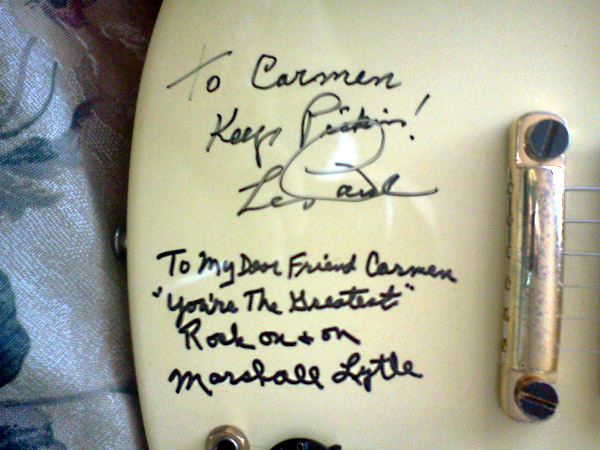 To Carmen
Keep Pickin!
Les Paul
To My Dear Friend Carmen
"You're The Greatest"
Rock on & on
Marshall Lytle